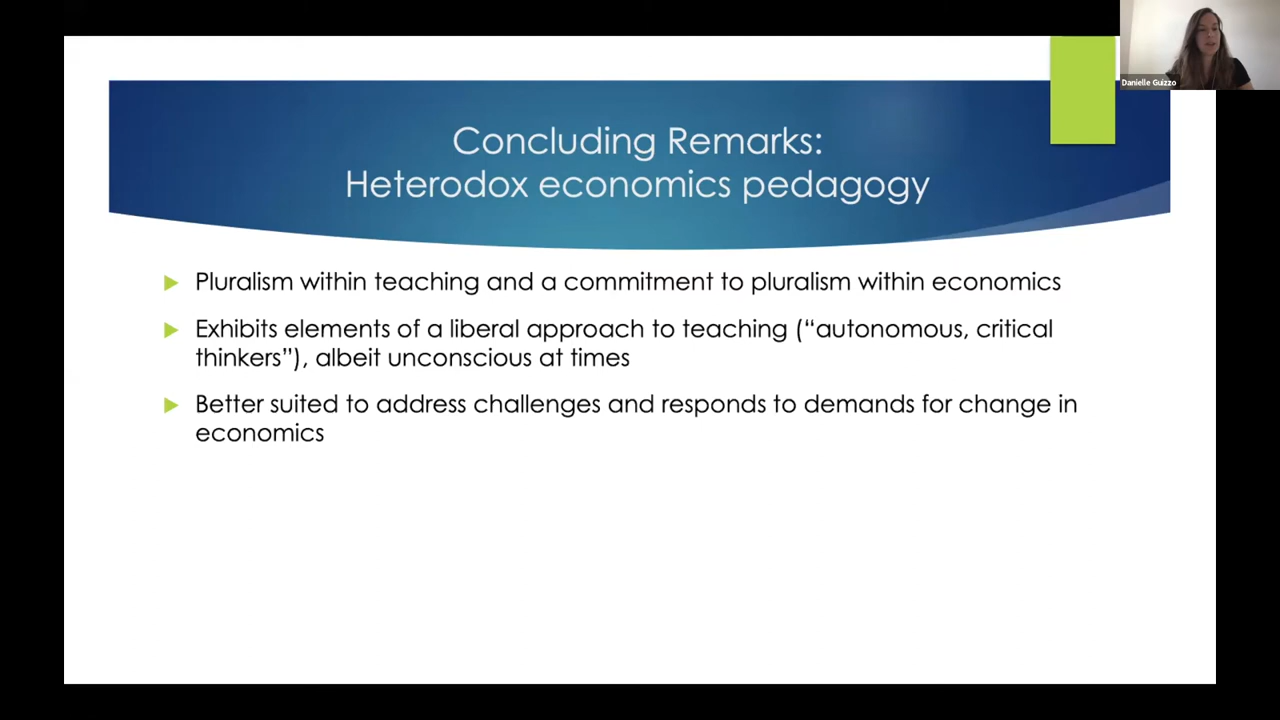 Danielle Guizzo
Concluding Remarks:
Heterodox economics pedagogy
Pluralism within teaching and a commitment to pluralism within economics
Exhibits elements of a liberal approach to teaching (“autonomous, critical
thinkers”), albeit unconscious at times
Better suited to address challenges and responds to demands for change in
economics